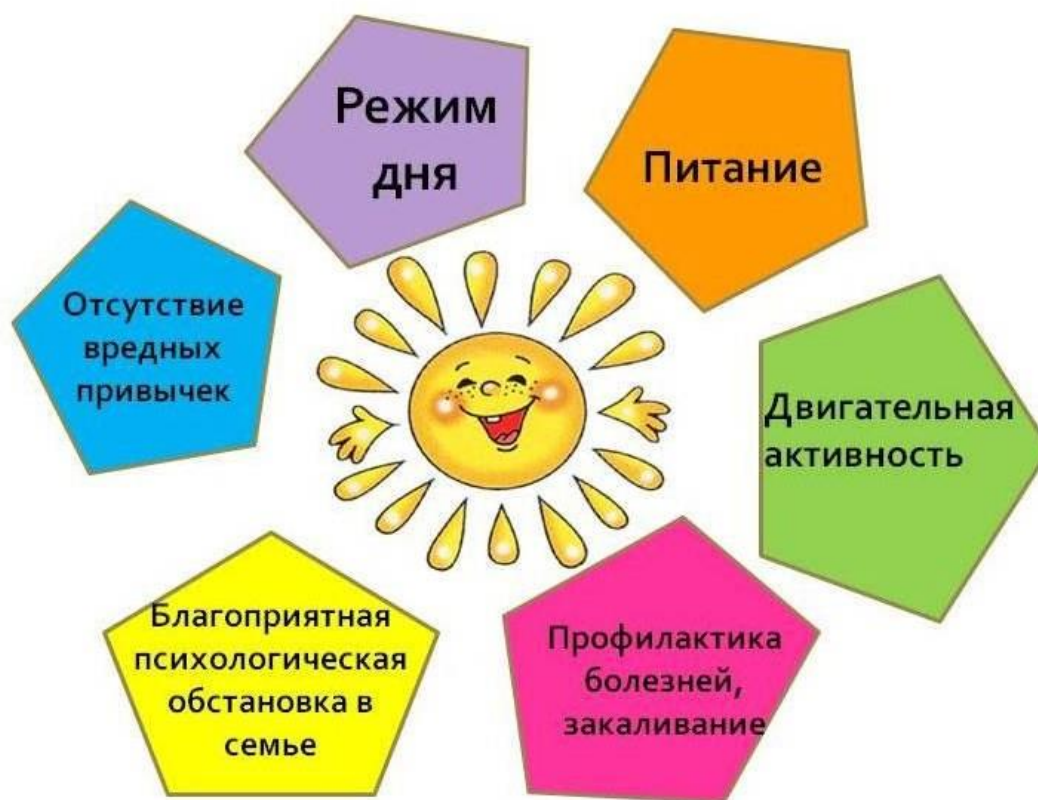 Режим
дня
Питание
Отсутствие
вредных
привычек
Двигательная
активность
Благоприятная
психологическая
обстановка в
семье
Профилактика
болезней,
закаливание